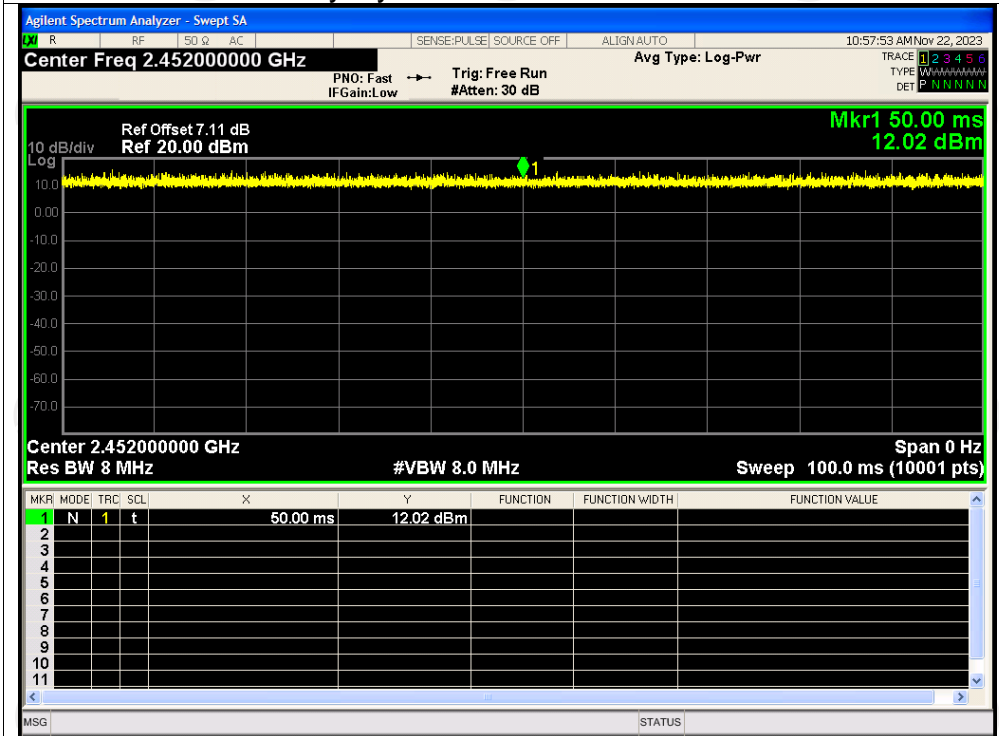 Agilent Spectrum Analyzer - Swept SA
LXI R RF 50 Ω AC SENSE:PULSE SOURCE OFF ALIGN AUTO 10:57:53 AM Nov 22, 2023
Center Freq 2.452000000 GHz Avg Type: Log-Pwr TRACE 1 2 3 4 5 6
PNO: Fast Trig: Free Run TYPE
IFGain:Low #Atten: 30 dB DET P N N N N N
Mkr1 50.00 ms
Ref Offset 7.11 dB
10 dB/div Ref 20.00 dBm 12.02 dBm
Log
1
10.0
0.00
-10.0
-20.0
-30.0
-40.0
-50.0
-60.0
-70.0
Center 2.452000000 GHz Span 0 Hz
Res BW 8 MHz #VBW 8.0 MHz Sweep 100.0 ms (10001 pts)
MKR MODE TRC SCL X Y FUNCTION FUNCTION WIDTH FUNCTION VALUE
1 N 1 t 50.00 ms 12.02 dBm
2
3
4
5
6
7
8
9
10
11
MSG STATUS